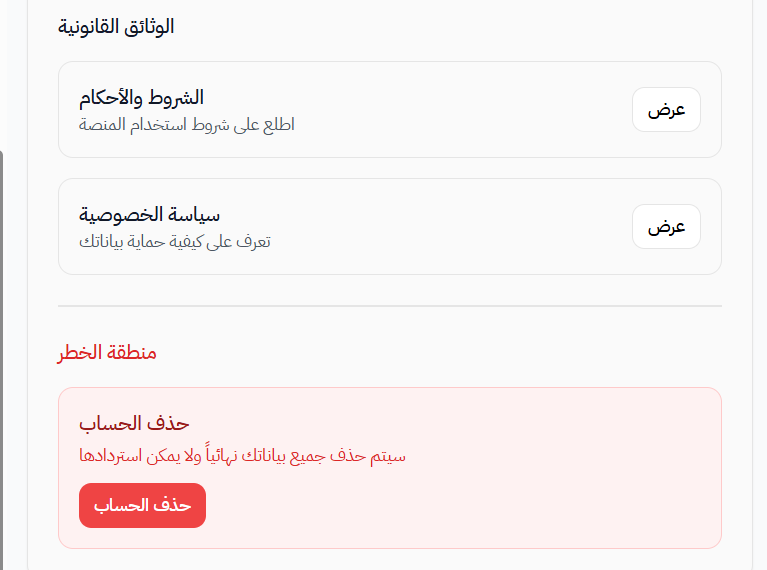 الوثائق القانونية
الشروط والأحكام
اطلع على شروط استخدام المنصة
عرض
سياسة الخصوصية
تعرف على كيفية حماية بياناتك
عرض
منطقة الخطر
حذف الحساب
سيتم حذف جميع بياناتك نهائياً ولا يمكن استردادها
حذف الحساب